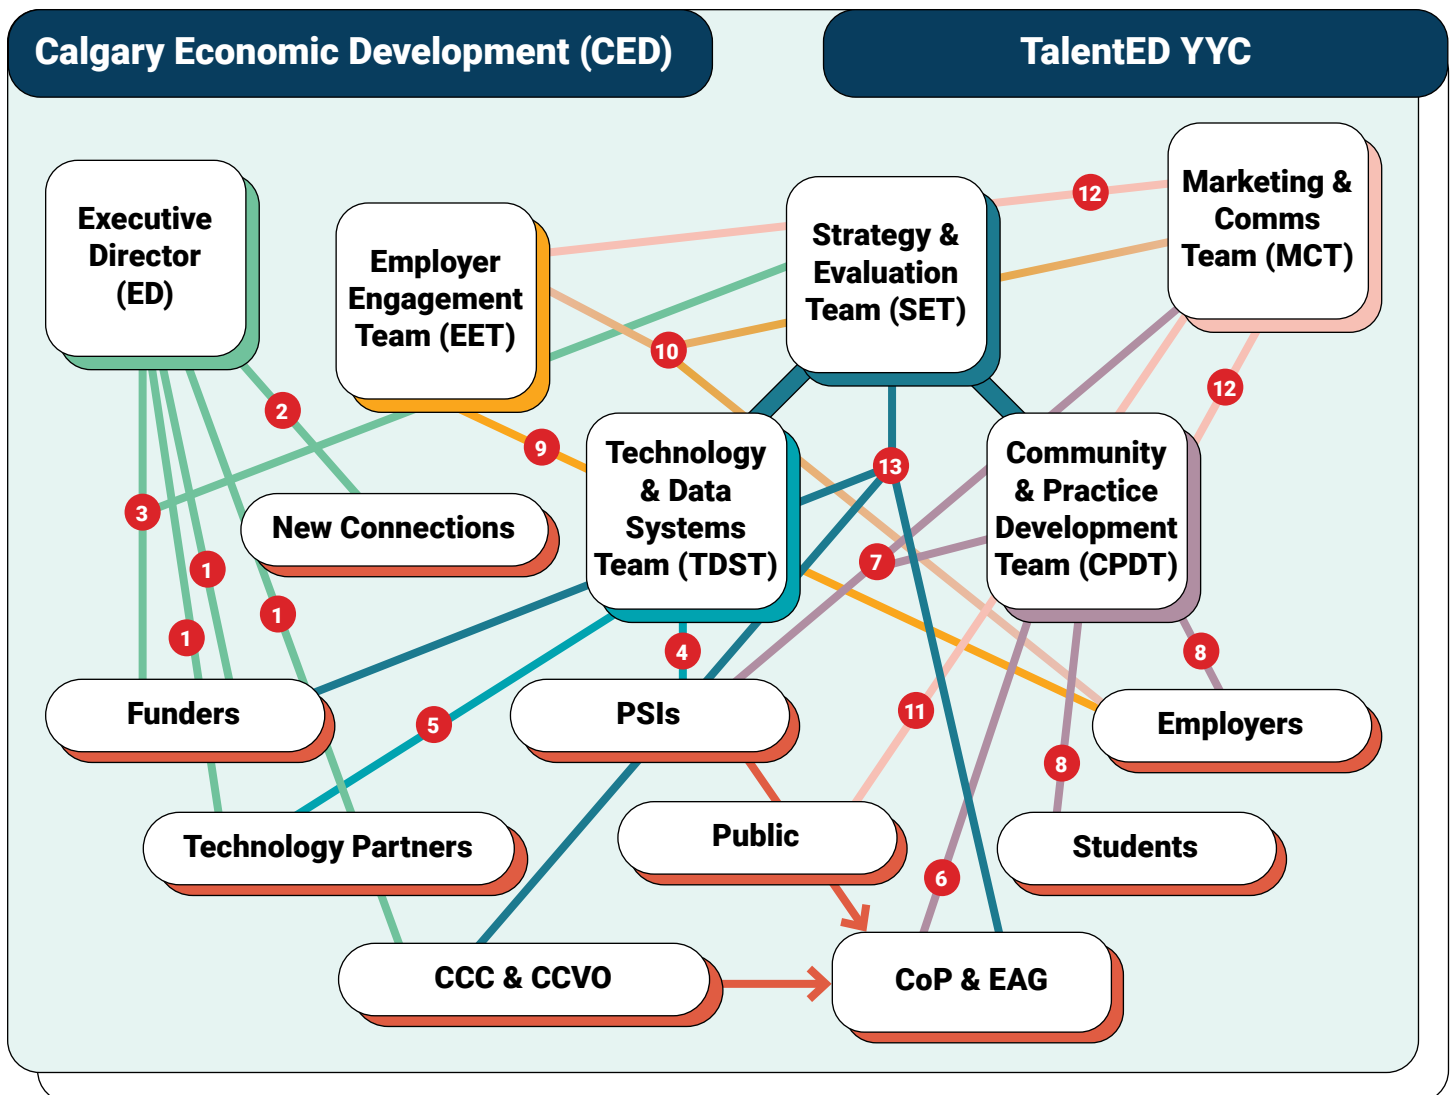 Calgary Economic Development (CED)
TalentED YYC
Executive
Director
(ED)
Employer
Engagement
Team (EET)
Strategy &
Evaluation
Team (SET)
Marketing &
Comms
Team (MCT)
12
10
2
12
9
Technology
& Data
Systems
Team (TDST)
13
Community
& Practice
Development
Team (CPDT)
3
New Connections
1
7
1
1
4
8
Funders
5
PSIs
11
Employers
8
Technology Partners
Public
Students
6
CCC & CCVO
CoP & EAG